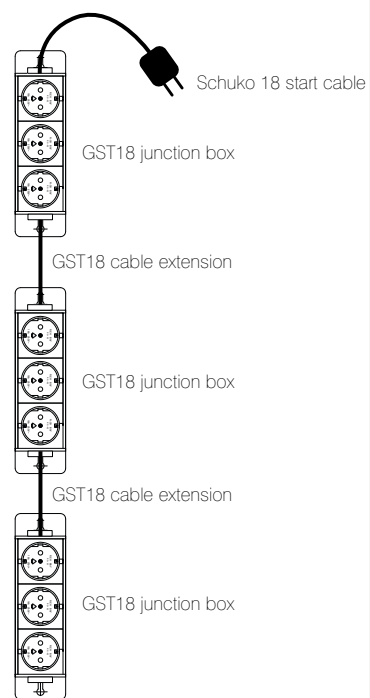 Schuko 18 start cable
GST18 junction box
GST18 cable extension
GST18 junction box
GST18 cable extension
GST18 junction box